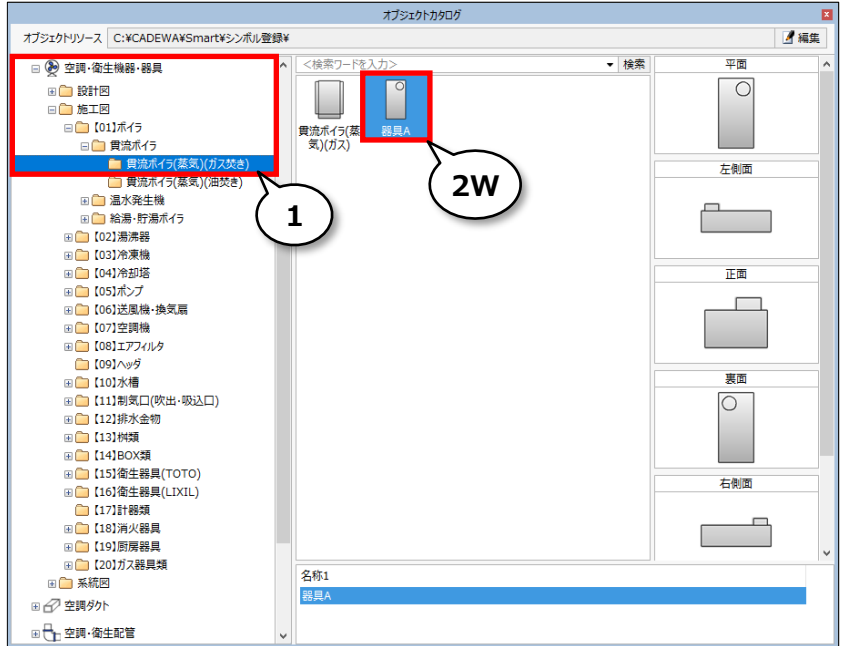 オブジェクトカタログ
オブジェクトリソース C:¥CADEWA¥Smart¥シンボル登録¥ 編集
空調・衛生機器・器具
設計図
施工図
【01】ボイラ
貫流ボイラ
貫流ボイラ(蒸気)(ガス焚き)
貫流ボイラ(蒸気)(油焚き)
温水発生機
給湯・貯湯ボイラ
【02】湯沸器
【03】冷凍機
【04】冷却塔
【05】ポンプ
【06】送風機・換気扇
【07】空調機
【08】エアフィルタ
【09】ヘッダ
【10】水槽
【11】制気口(吹出・吸込口)
【12】排水金物
【13】桝類
【14】BOX類
【15】衛生器具(TOTO)
【16】衛生器具(LIXIL)
【17】計器類
【18】消火器具
【19】厨房器具
【20】ガス器具類
系統図
空調ダクト
空調・衛生配管
1
<検索ワードを入力> 検索
貫流ボイラ(蒸
気)(ガス)
器具A
2W
平面
左側面
正面
裏面
右側面
名称1
器具A